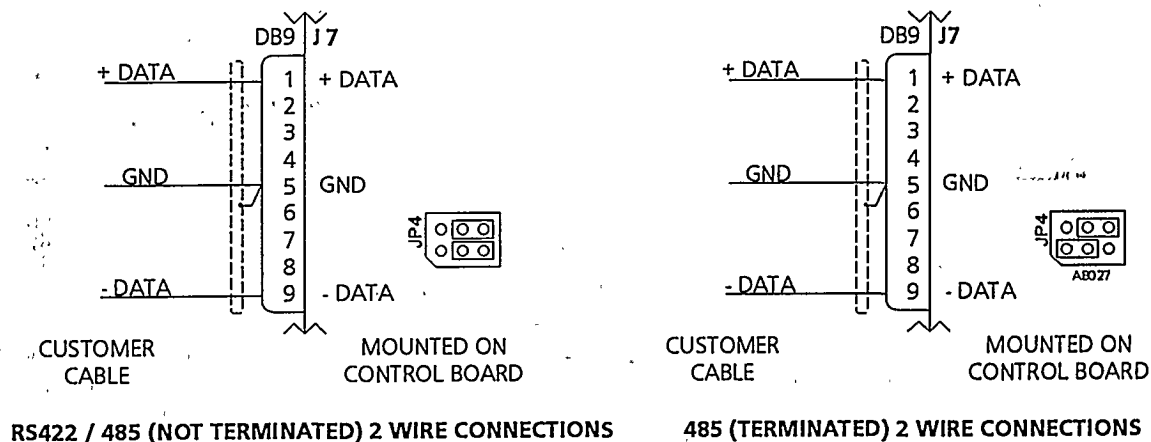 DB9 J7
+ DATA 1 + DATA
2
3
4
GND 5 GND
6
7
8
- DATA 9 - DATA
JP4
CUSTOMER
CABLE
MOUNTED ON
CONTROL BOARD
RS422 / 485 (NOT TERMINATED) 2 WIRE CONNECTIONS
DB9 J7
+ DATA 1 + DATA
2
3
4
GND 5 GND
6
7
8
- DATA 9 - DATA
JP4
AB027
CUSTOMER
CABLE
MOUNTED ON
CONTROL BOARD
485 (TERMINATED) 2 WIRE CONNECTIONS